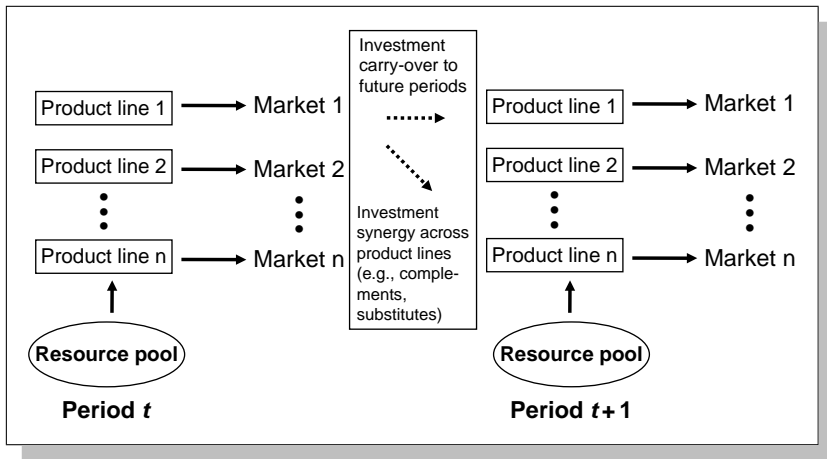 Product line 1
Market 1
Product line 2
Market 2
Product line n
Market n
Resource pool
Period t
Investment
carry-over to
future periods
Investment
synergy across
product lines
(e.g., comple-
ments,
substitutes)
Product line 1
Market 1
Product line 2
Market 2
Product line n
Market n
Resource pool
Period t + 1